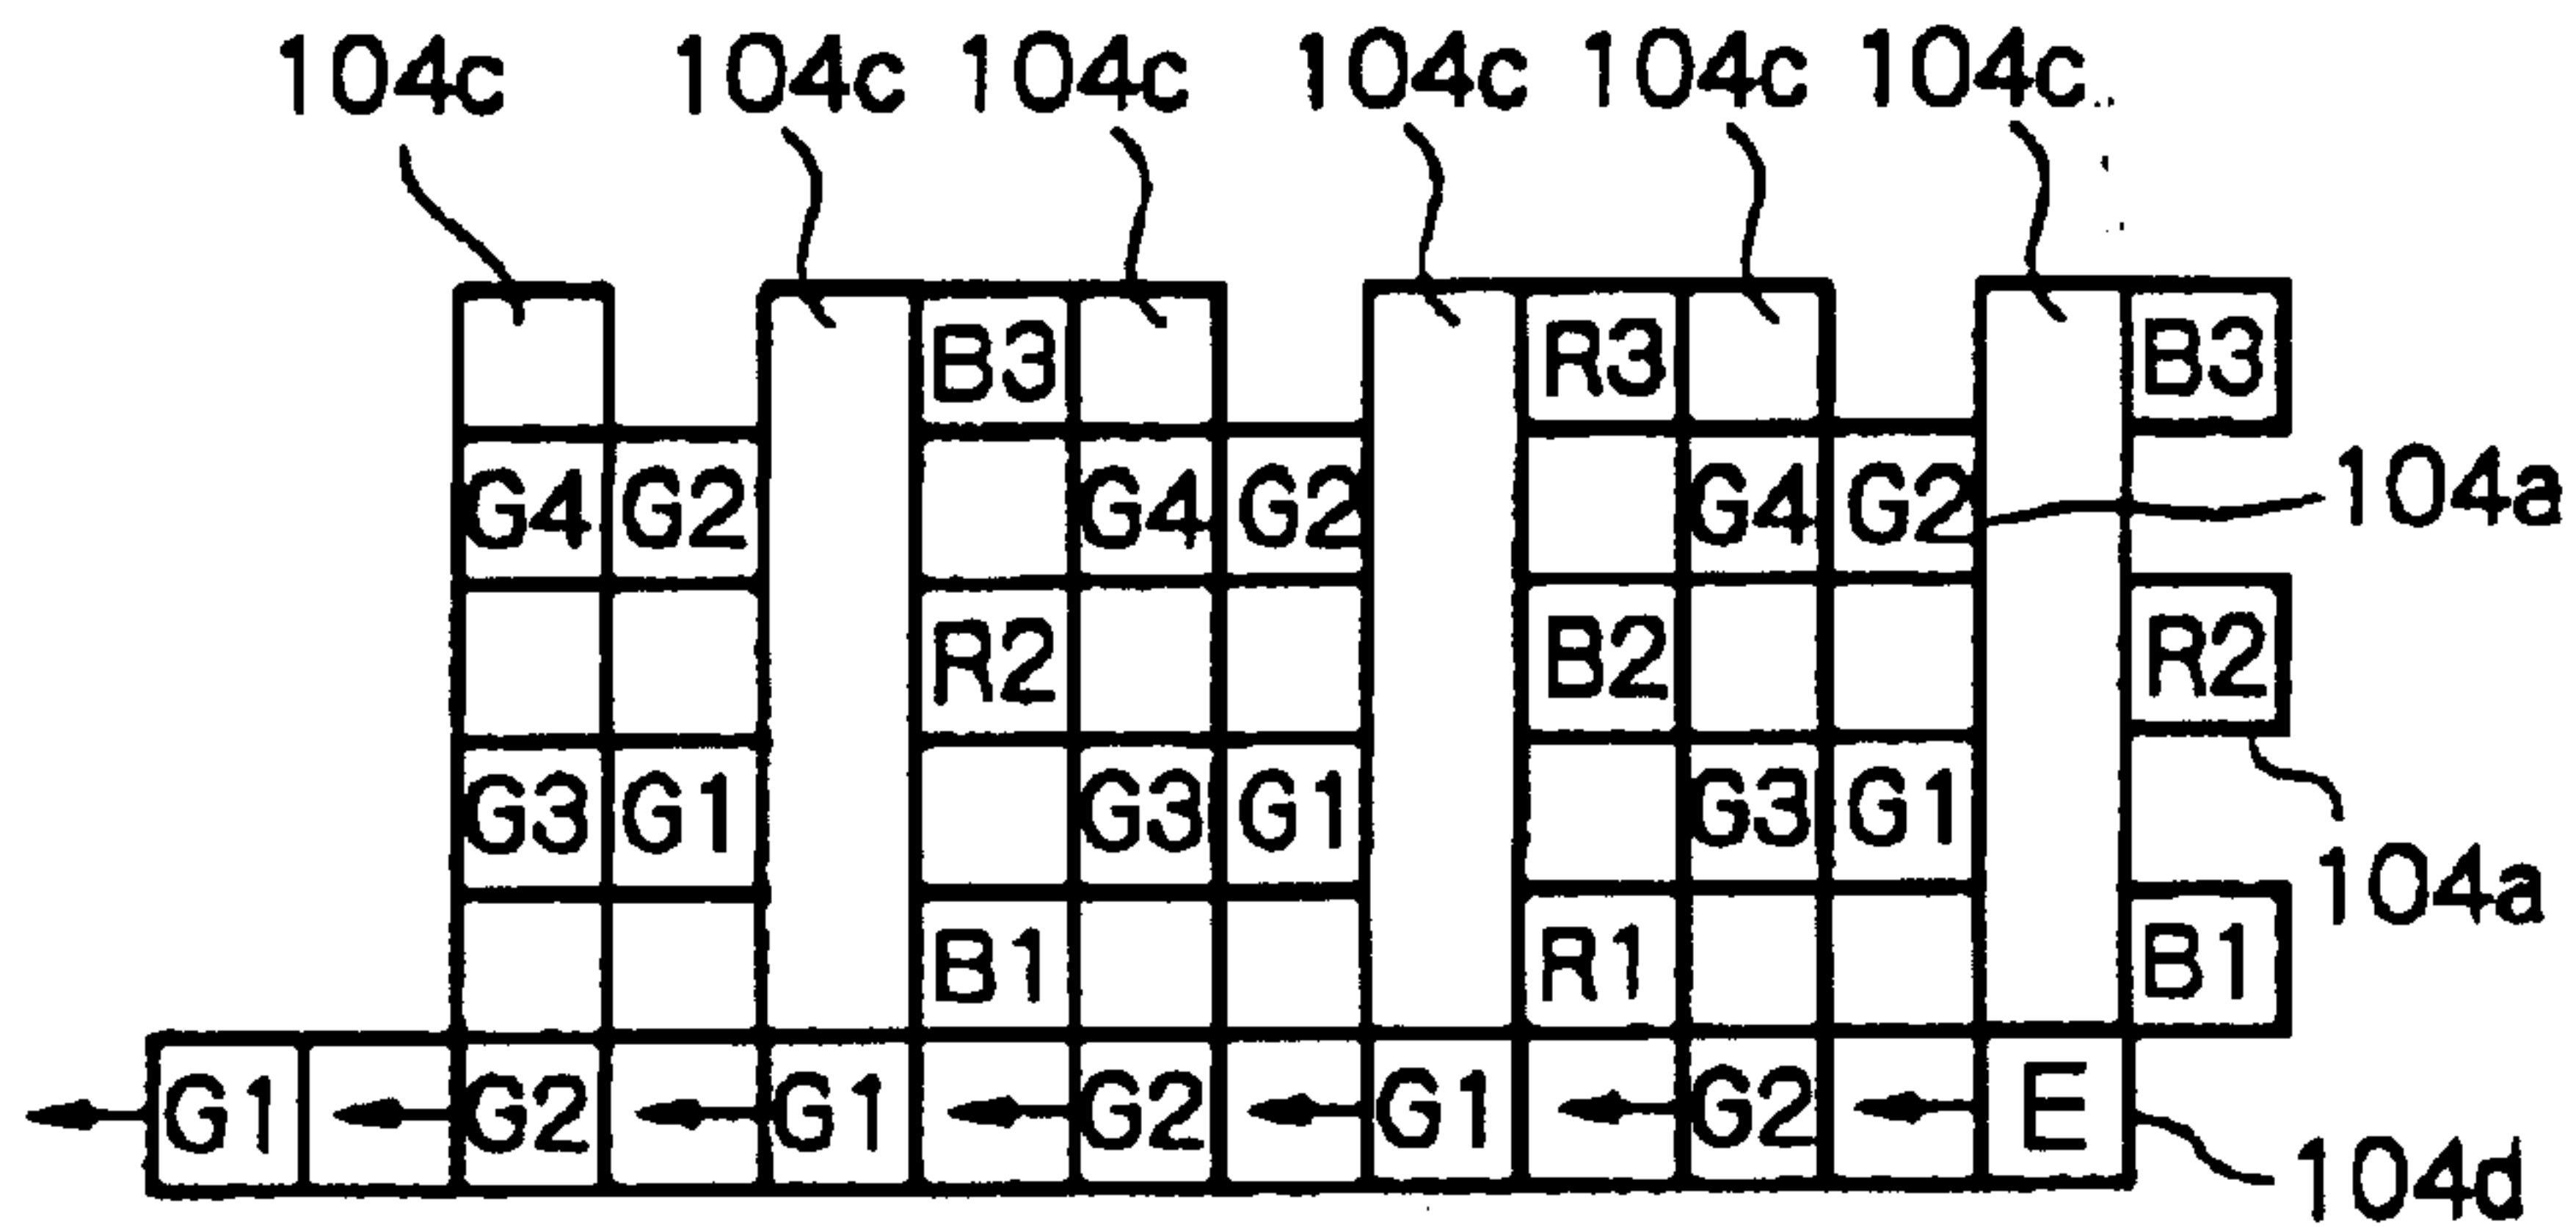 104c 104c 104c 104c 104c 104c
B3 R3 B3
G4 G2 G4 G2 G4 G2 104a
R2 B2 R2
G3 G1 G3 G1 G3 G1
104a
B1 R1 B1
G1 G2 G1 G2 G1 G2 E
104d